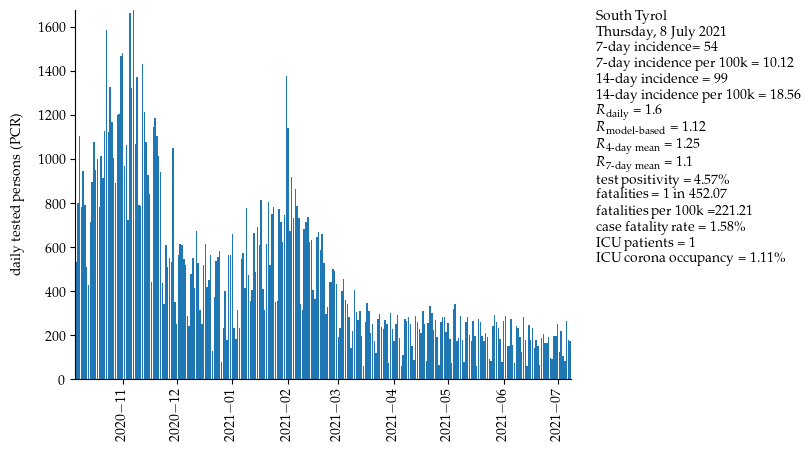 1600
1400
1200
1000
800
600
400
200
0
daily tested persons (PCR)
2020−11
2020−12
2021−01
2021−02
2021−03
2021−04
2021−05
2021−06
2021−07
South Tyrol
Thursday, 8 July 2021
7-day incidence= 54
7-day incidence per 100k = 10.12
14-day incidence = 99
14-day incidence per 100k = 18.56
R daily = 1.6
R model-based = 1.12
R 4-day mean = 1.25
R 7-day mean = 1.1
test positivity = 4.57%
fatalities = 1 in 452.07
fatalities per 100k =221.21
case fatality rate = 1.58%
ICU patients = 1
ICU corona occupancy = 1.11%